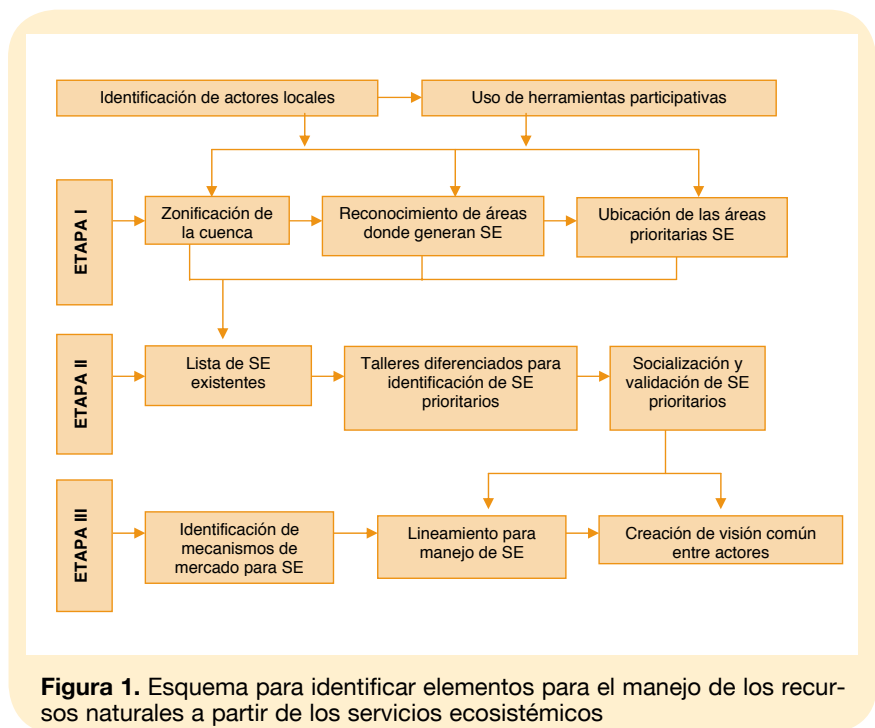 Identificación de actores locales
Uso de herramientas participativas
ETAPA I
Zonificación de
la cuenca
Reconocimiento de áreas
donde generan SE
Ubicación de las áreas
prioritarias SE
ETAPA II
Lista de SE
existentes
Talleres diferenciados para
identificación de SE
prioritarios
Socialización y
validación de SE
prioritarios
ETAPA III
Identificación de
mecanismos de
mercado para SE
Lineamiento para
manejo de SE
Creación de visión común
entre actores
Figura 1. Esquema para identificar elementos para el manejo de los recur-
sos naturales a partir de los servicios ecosistémicos